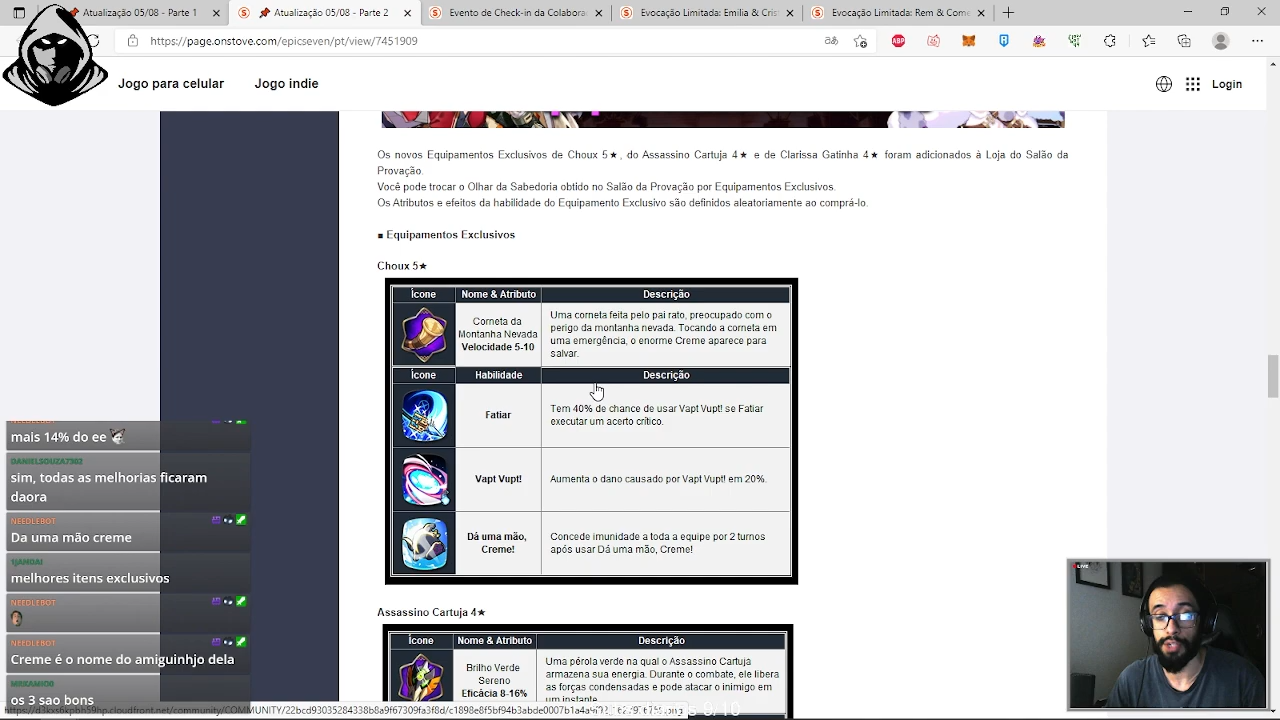 Atualização 05/08 - Parte 1
Atualização 05/08 - Parte 2
Evento de Check-in da Colabora
Evocação Limitada: Emilia & Cri
Evocação Limitada: Rem & Come
https://page.onstove.com/epicseven/pt/view/7451909
Jogo para celular
Jogo indie
Login
Os novos Equipamentos Exclusivos de Choux 5★, do Assassino Cartuja 4★ e de Clarissa Gatinha 4★ foram adicionados à Loja do Salão da
Provação.
Você pode trocar o Olhar da Sabedoria obtido no Salão da Provação por Equipamentos Exclusivos.
Os Atributos e efeitos da habilidade do Equipamento Exclusivo são definidos aleatoriamente ao comprá-lo.
■ Equipamentos Exclusivos
Choux 5★
Ícone Nome & Atributo Descrição
Corneta da
Montanha Nevada
Velocidade 5-10
Uma corneta feita pelo pai rato, preocupado com o
perigo da montanha nevada. Tocando a corneta em
uma emergência, o enorme Creme aparece para
salvar.
Ícone Habilidade Descrição
Fatiar
Tem 40% de chance de usar Vapt Vupt! se Fatiar
executar um acerto crítico.
Vapt Vupt!
Aumenta o dano causado por Vapt Vupt! em 20%.
Dá uma mão,
Creme!
Concede imunidade a toda a equipe por 2 turnos
após usar Dá uma mão, Creme!
Assassino Cartuja 4★
Ícone Nome & Atributo Descrição
Brilho Verde
Sereno
Eficácia 8-16%
Uma pérola verde na qual o Assassino Cartuja
armazena sua energia. Durante o combate, ele libera
as forças condensadas e pode atacar o inimigo em
um instante.
NEEDLEBOT
mais 14% do ee
DANIELSOUZA7302
sim, todas as melhorias ficaram
daora
NEEDLEBOT
Da uma mão creme
melhores itens exclusivos
NEEDLEBOT
NEEDLEBOT
Creme é o nome do amiguinhjo dela
os 3 sao bons
LIVE
9/10